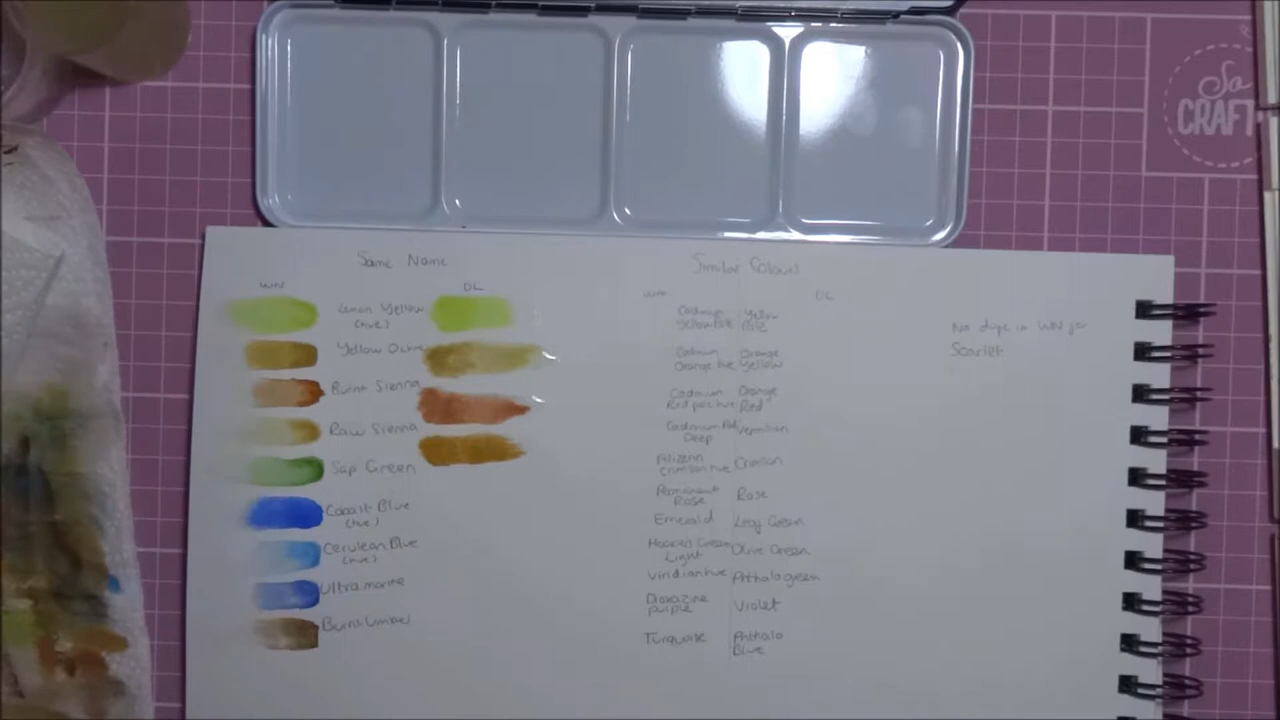 So
CRAFT
Same Name
Similar Colours
WN
DL
WN
DL
Lemon Yellow
(hue)
Yellow Ochre
Burnt Sienna
Raw Sienna
Sap Green
Cobalt Blue
(hue)
Cerulean Blue
(hue)
Ultramarine
Burnt Umber
Cadmium
Yellow
Pale
Orange
Orange hue Yellow
Cadmium Orange
Red pale hue Red
Cadmium Red Vermilion
Deep
Alizarin
Crimson hue Crimson
Permanent
Rose Rose
Emerald Leaf Green
Hooker's Green Olive Green
Light
Viridian hue Phthalo green
Dioxazine
purple Violet
Turquoise Phthalo
Blue
No dupe in WN for
Scarlet